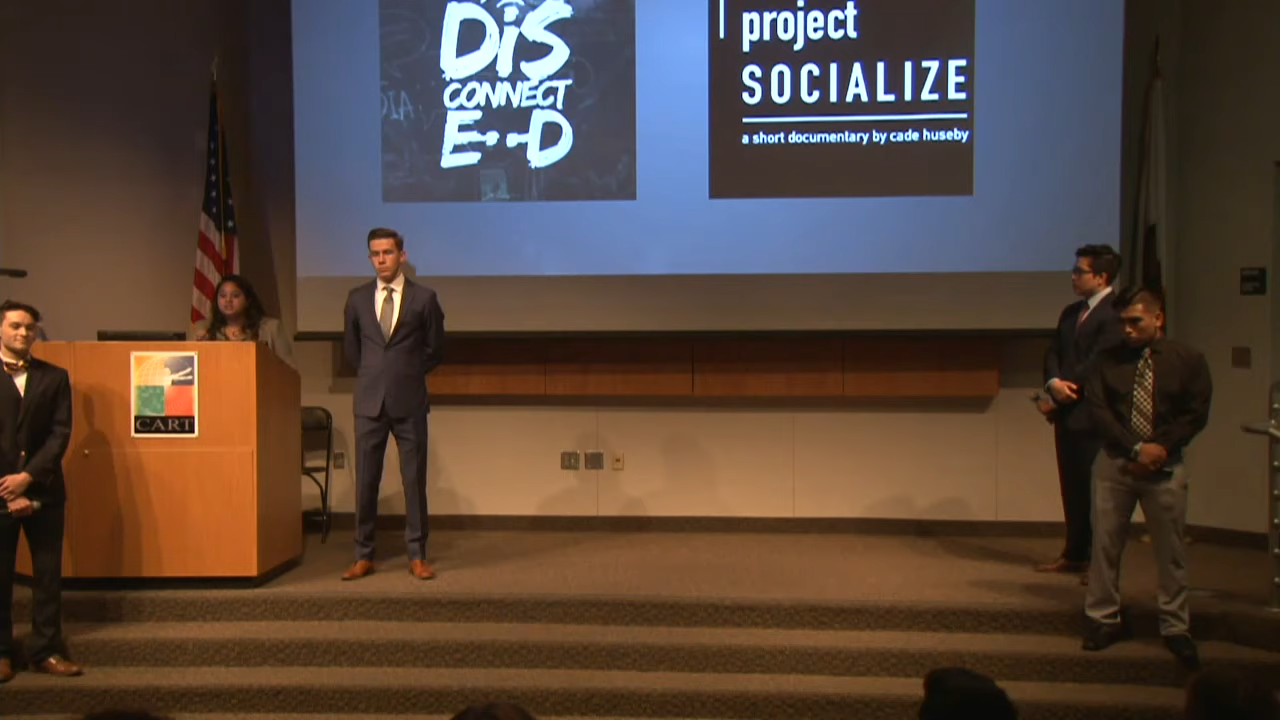 DiS
CONNECT
E--D
project
SOCIALIZE
a short documentary by cade huseby
CART